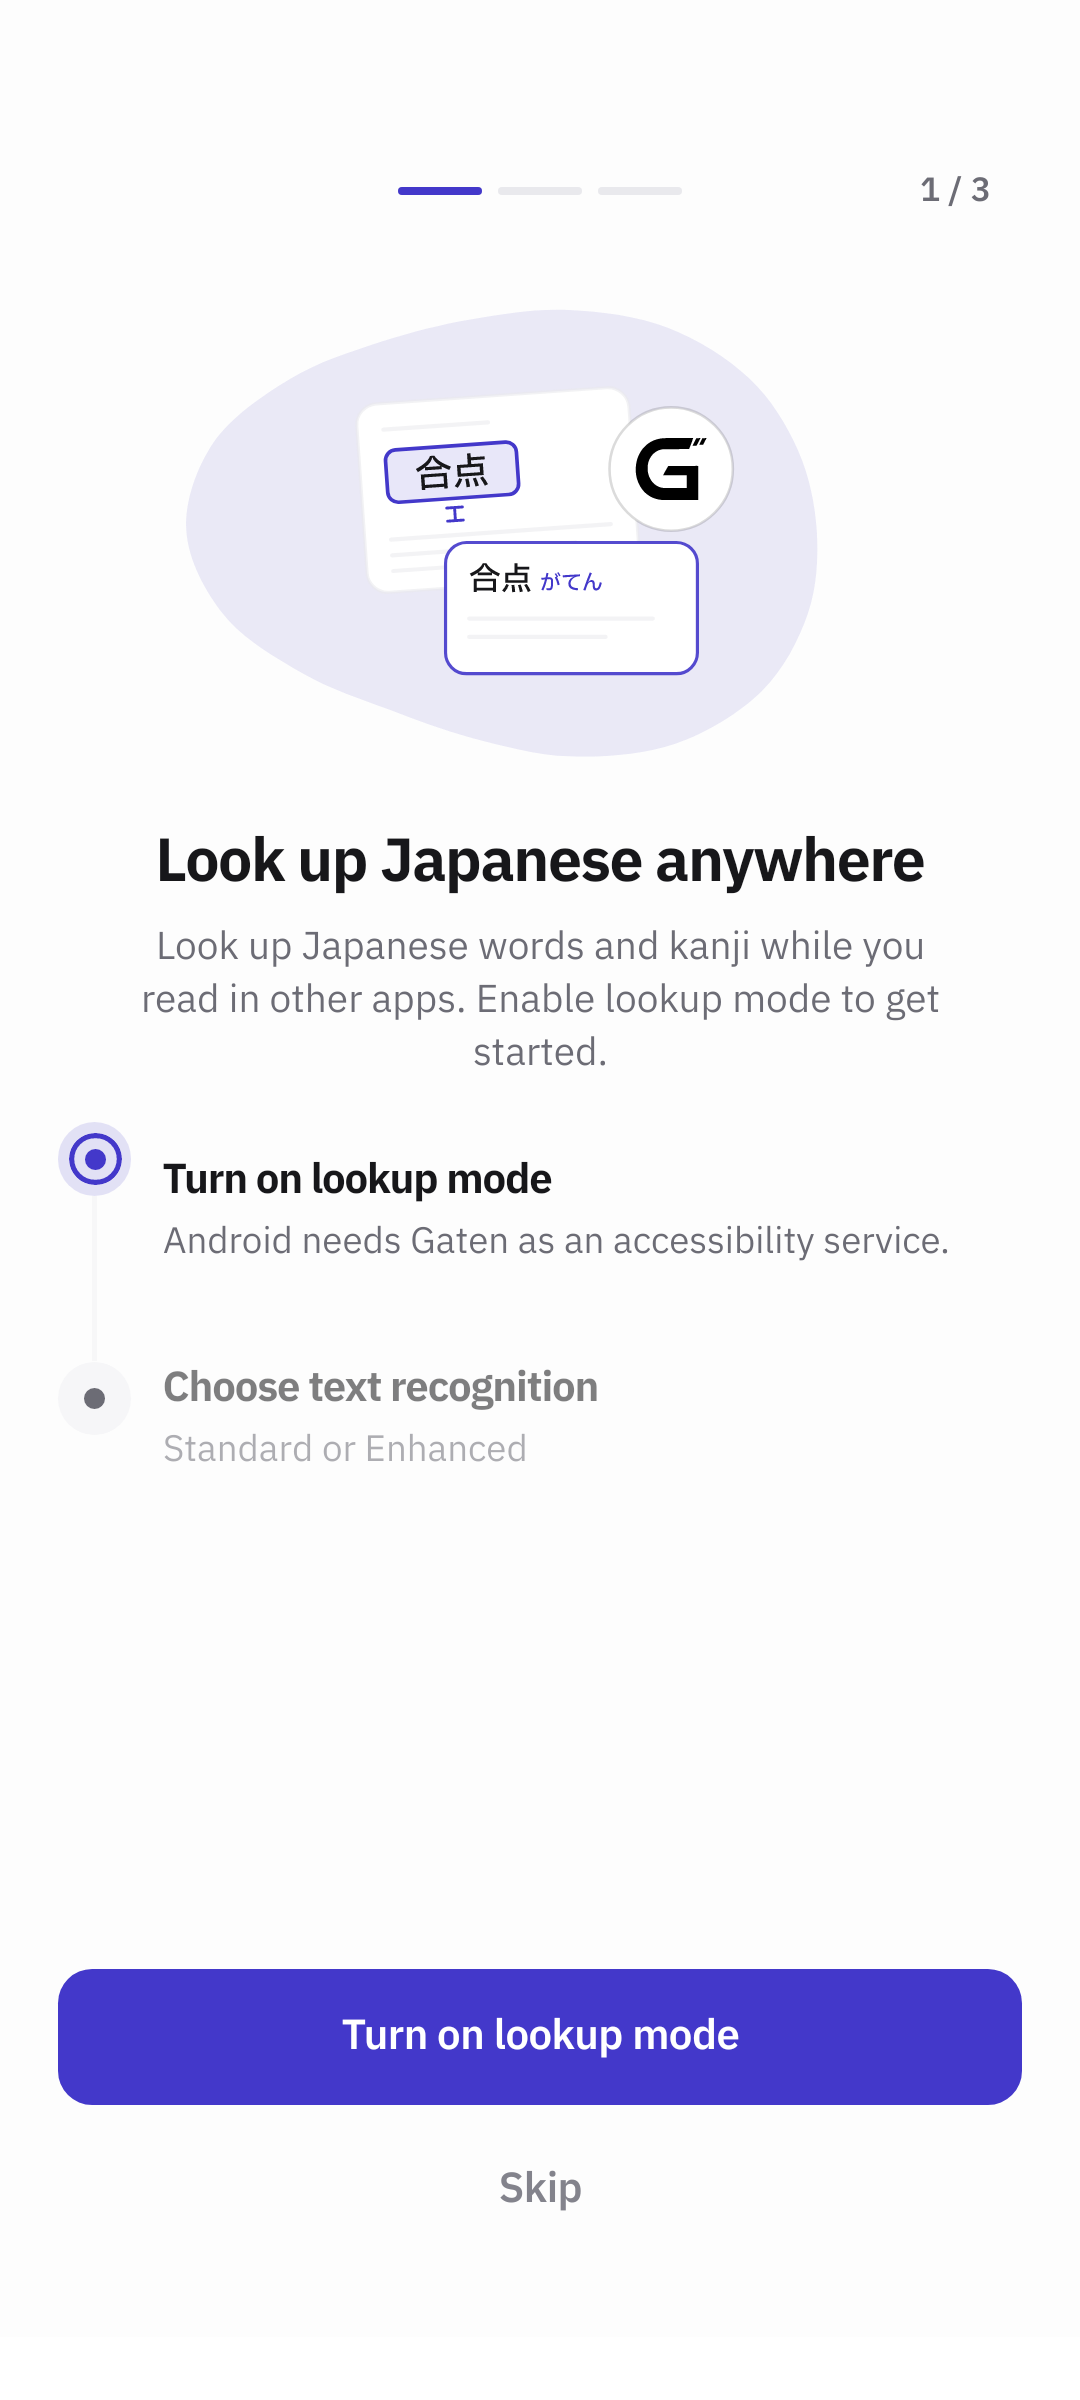 1 / 3
合点
合点 がてん
Look up Japanese anywhere
Look up Japanese words and kanji while you
read in other apps. Enable lookup mode to get
started.
Turn on lookup mode
Android needs Gaten as an accessibility service.
Choose text recognition
Standard or Enhanced
Turn on lookup mode
Skip